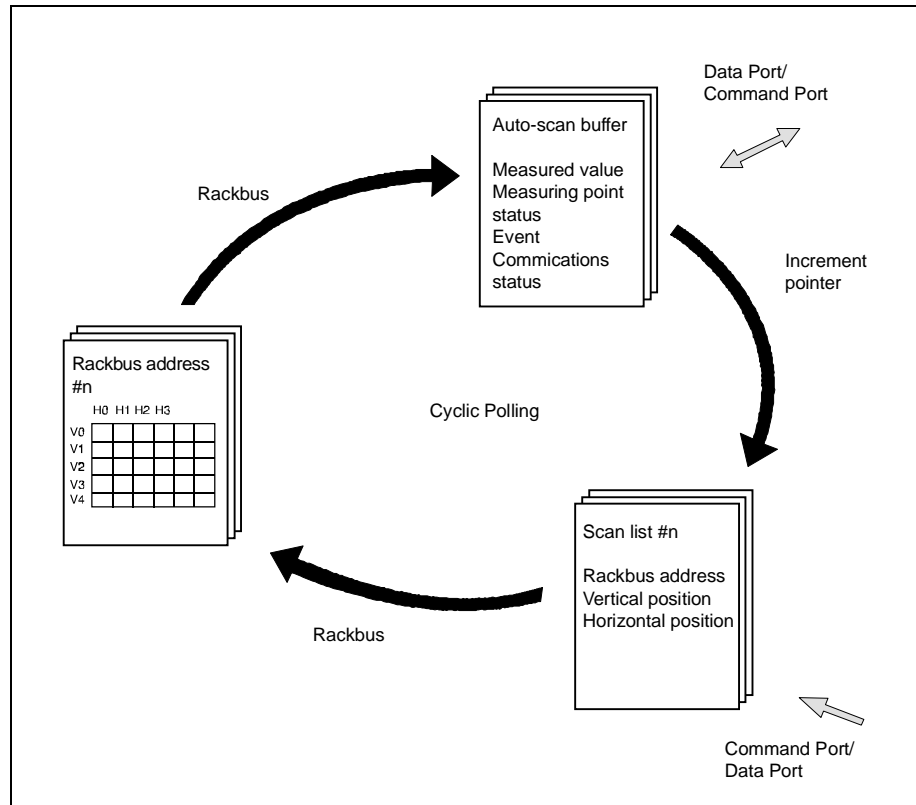 Data Port/
Command Port
Auto-scan buffer
Measured value
Measuring point
status
Event
Commications
status
Rackbus
Increment
pointer
Rackbus address
#n
H0 H1 H2 H3
V0
V1
V2
V3
V4
Cyclic Polling
Scan list #n
Rackbus address
Vertical position
Horizontal position
Rackbus
Command Port/
Data Port